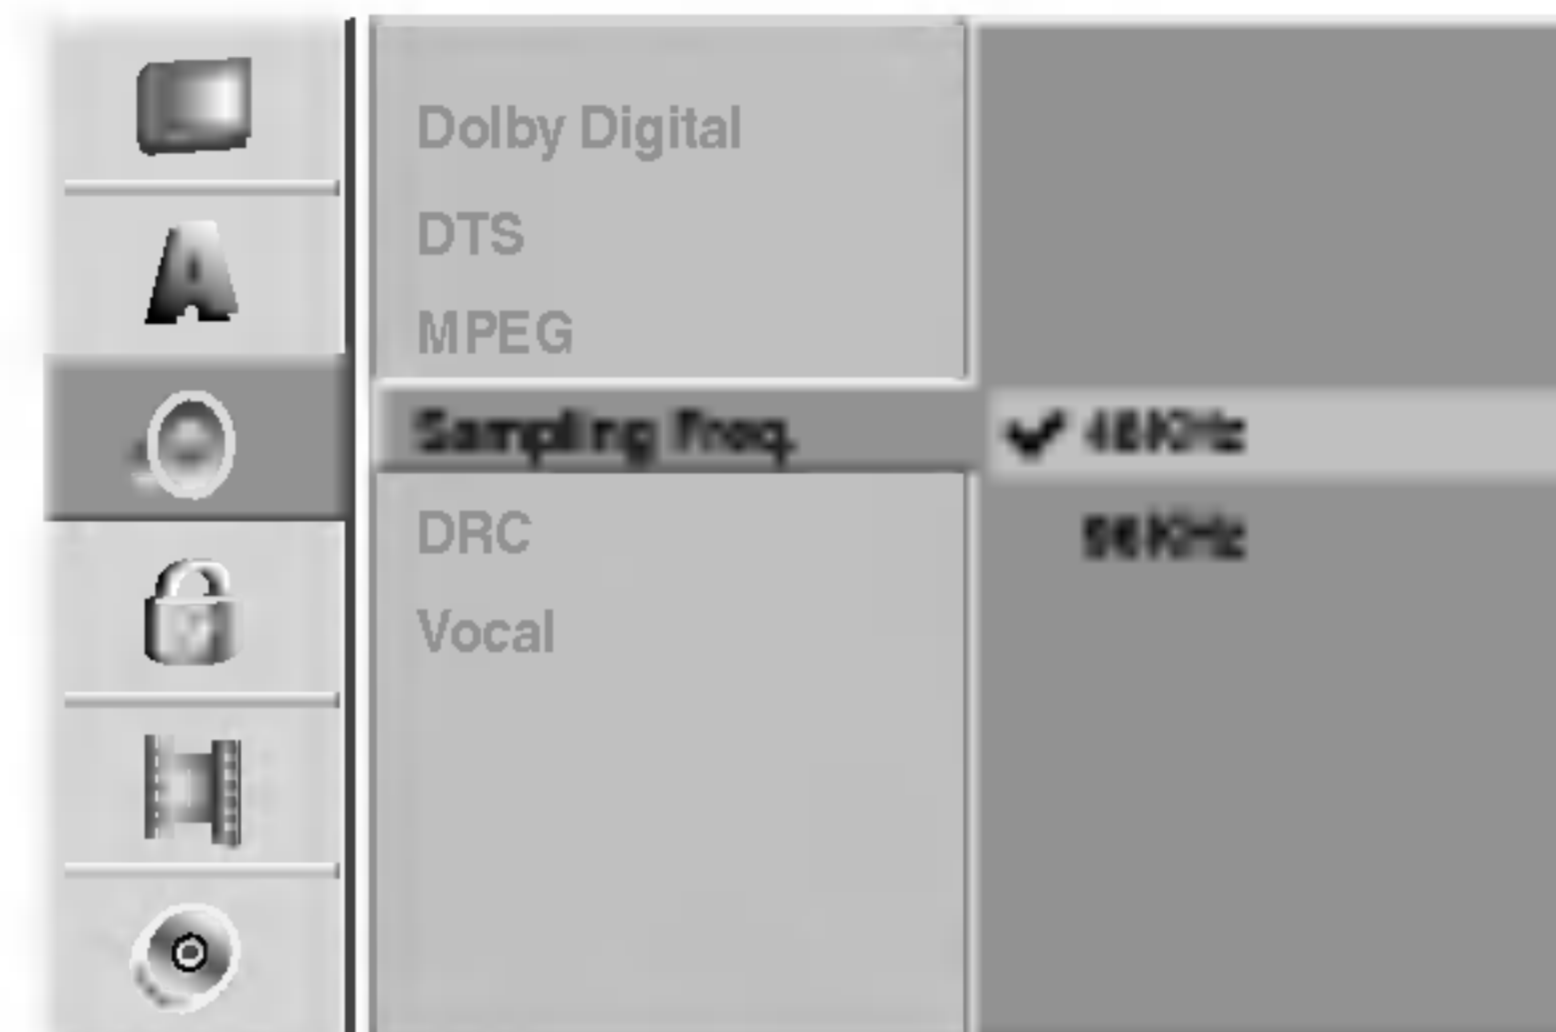 Dolby Digital
DTS
MPEG
Sampling Freq.
48KHz
96KHz
DRC
Vocal